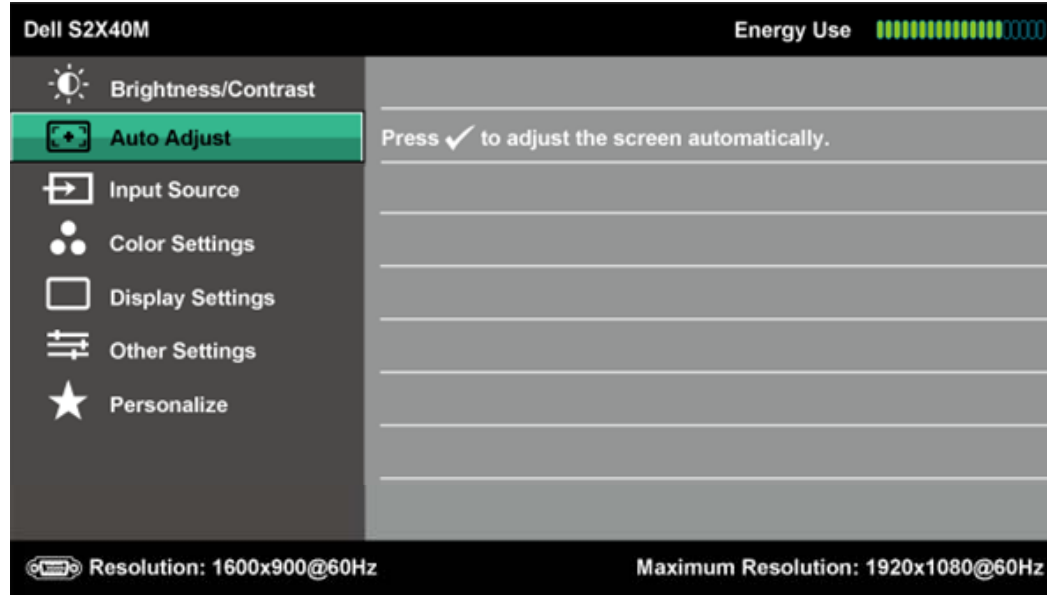 Dell S2X40M Energy Use
Brightness/Contrast
Auto Adjust Press ✓ to adjust the screen automatically.
Input Source
Color Settings
Display Settings
Other Settings
Personalize
Resolution: 1600x900@60Hz Maximum Resolution: 1920x1080@60Hz